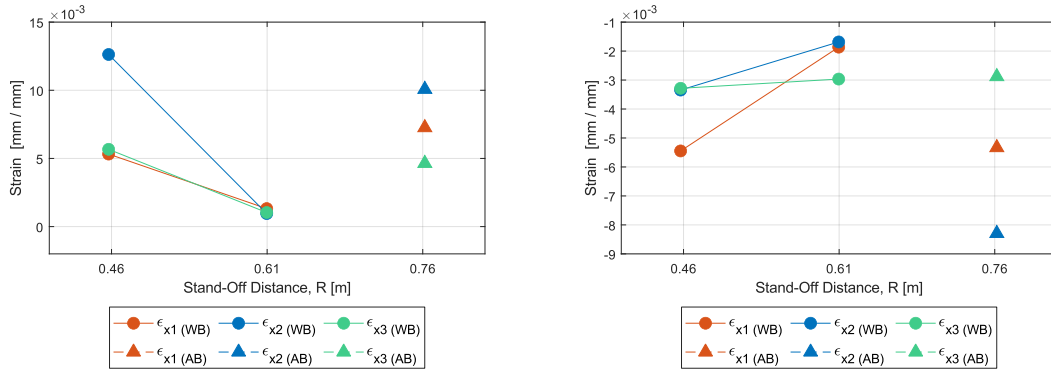 ×10⁻³
15
10
5
0
Strain [mm / mm]
0.46 0.61 0.76
Stand-Off Distance, R [m]
ϵx1 (WB) ϵx2 (WB) ϵx3 (WB)
ϵx1 (AB) ϵx2 (AB) ϵx3 (AB)
×10⁻³
-1
-2
-3
-4
-5
-6
-7
-8
-9
Strain [mm / mm]
0.46 0.61 0.76
Stand-Off Distance, R [m]
ϵx1 (WB) ϵx2 (WB) ϵx3 (WB)
ϵx1 (AB) ϵx2 (AB) ϵx3 (AB)